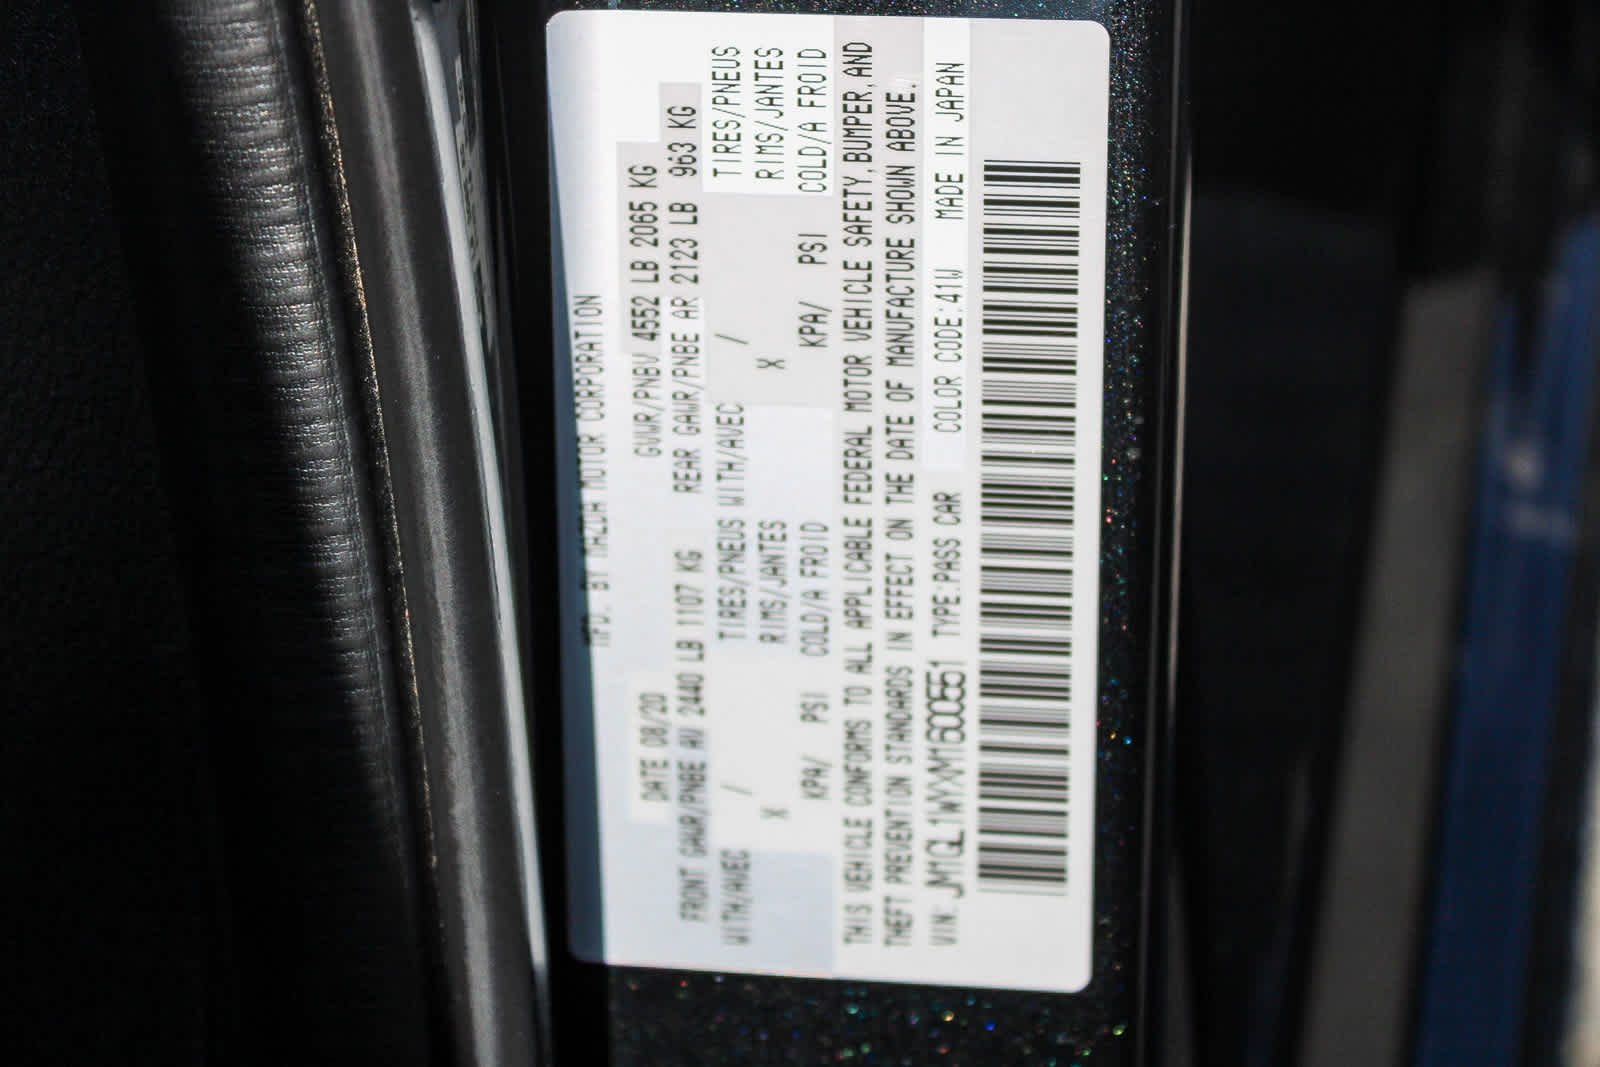 MFD. BY MAZDA MOTOR CORPORATION
DATE 08/20 GVWR/PNBV 4552 LB 2065 KG
FRONT GAWR/PNBE AV 2440 LB 1107 KG REAR GAWR/PNBE AR 2123 LB 963 KG
WITH/AVEC / TIRES/PNEUS WITH/AVEC / TIRES/PNEUS
X RIMS/JANTES X RIMS/JANTES
KPA/ PSI COLD/A FROID KPA/ PSI COLD/A FROID
THIS VEHICLE CONFORMS TO ALL APPLICABLE FEDERAL MOTOR VEHICLE SAFETY, BUMPER, AND
THEFT PREVENTION STANDARDS IN EFFECT ON THE DATE OF MANUFACTURE SHOWN ABOVE.
VIN: JM1GL1WYXM1600551 TYPE:PASS CAR COLOR CODE:41W MADE IN JAPAN